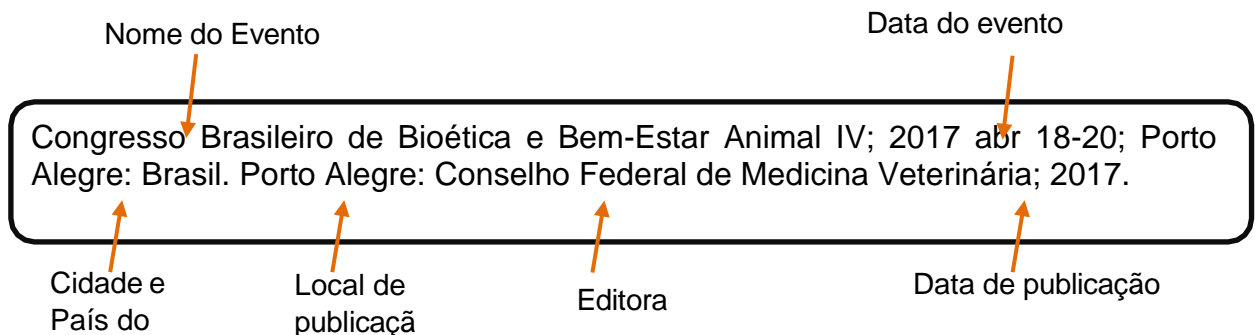 Nome do Evento
Data do evento
Congresso Brasileiro de Bioética e Bem-Estar Animal IV; 2017 abr 18-20; Porto
Alegre: Brasil. Porto Alegre: Conselho Federal de Medicina Veterinária; 2017.
Cidade e
País do
Local de
publicaçã
Editora
Data de publicação